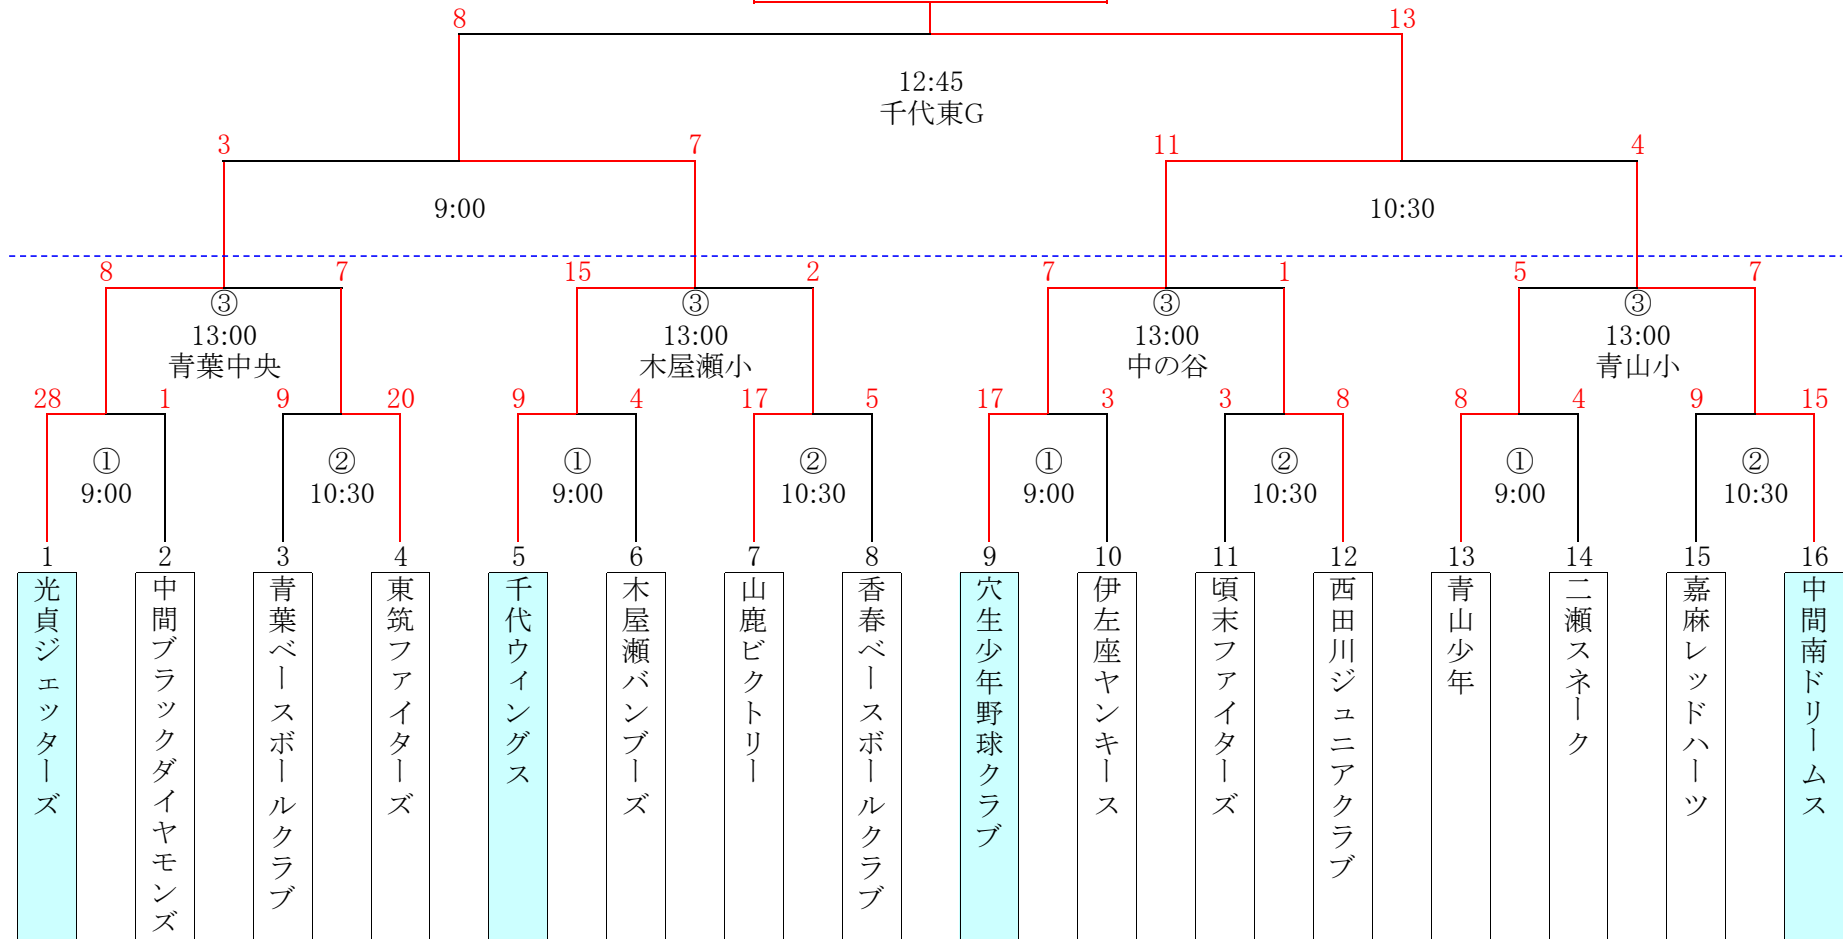 8 13
12:45
千代東G
3 7 11 4
9:00 10:30
8 7 15 2 7 1 5 7
③ ③ ③ ③
13:00 13:00 13:00 13:00
青葉中央 木屋瀬小 中の谷 青山小
28 1 9 20 9 4 17 5 17 3 3 8 8 4 9 15
① ② ① ② ① ② ① ②
9:00 10:30 9:00 10:30 9:00 10:30 9:00 10:30
1 2 3 4 5 6 7 8 9 10 11 12 13 14 15 16
光貞ジェッターズ
中間ブラックダイヤモンズ
青葉ベースボールクラブ
東筑ファイターズ
千代ウィングス
木屋瀬バンブーズ
山鹿ビクトリー
香春ベースボールクラブ
穴生少年野球クラブ
伊左座ヤンキース
頃末ファイターズ
西田川ジュニアクラブ
青山少年
二瀬スネーク
嘉麻レッドハーツ
中間南ドリームス